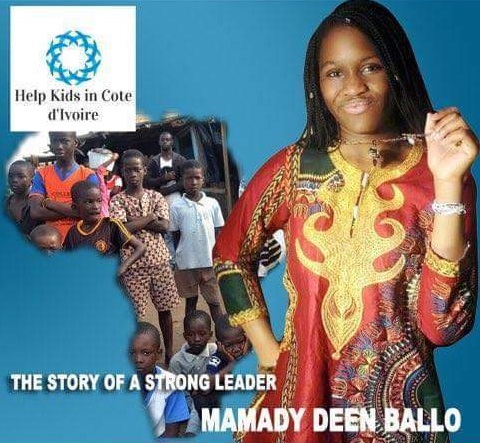 Help Kids in Cote
d'Ivoire
THE STORY OF A STRONG LEADER
MAMADY DEEN BALLO